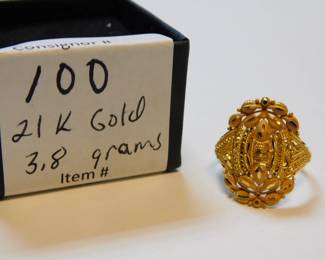 Consignor #
100
21K Gold
3.8 grams
Item #